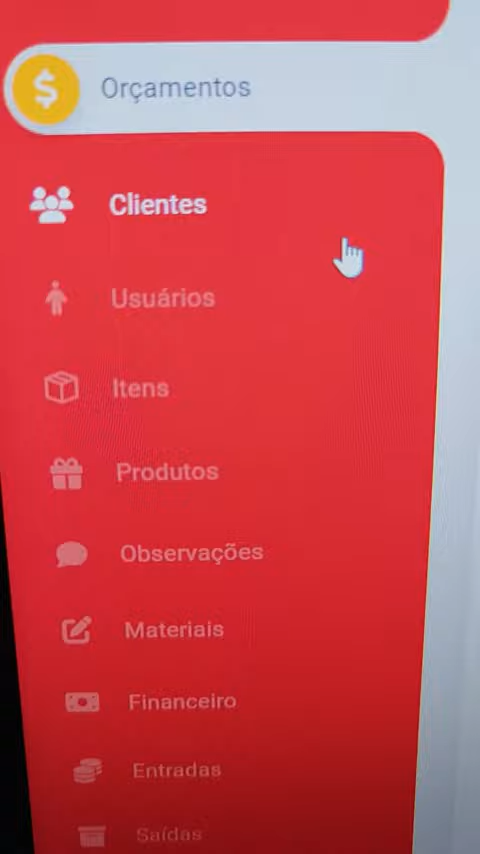 Orçamentos
Clientes
Usuários
Itens
Produtos
Observações
Materiais
Financeiro
Entradas
Saídas